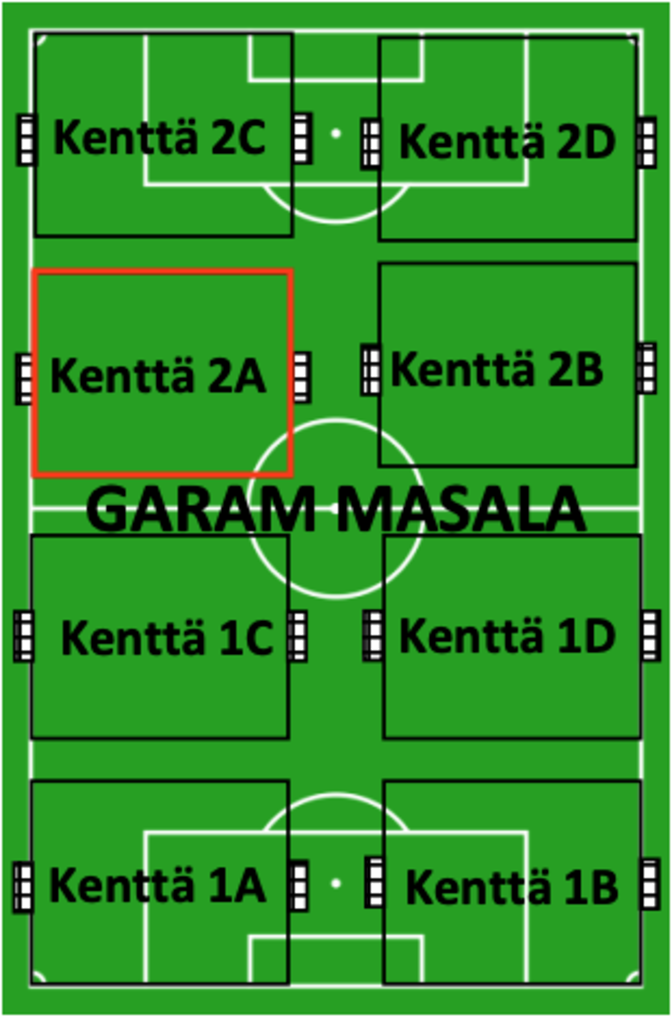 Kenttä 2C
Kenttä 2D
Kenttä 2A
Kenttä 2B
GARAM MASALA
Kenttä 1C
Kenttä 1D
Kenttä 1A
Kenttä 1B